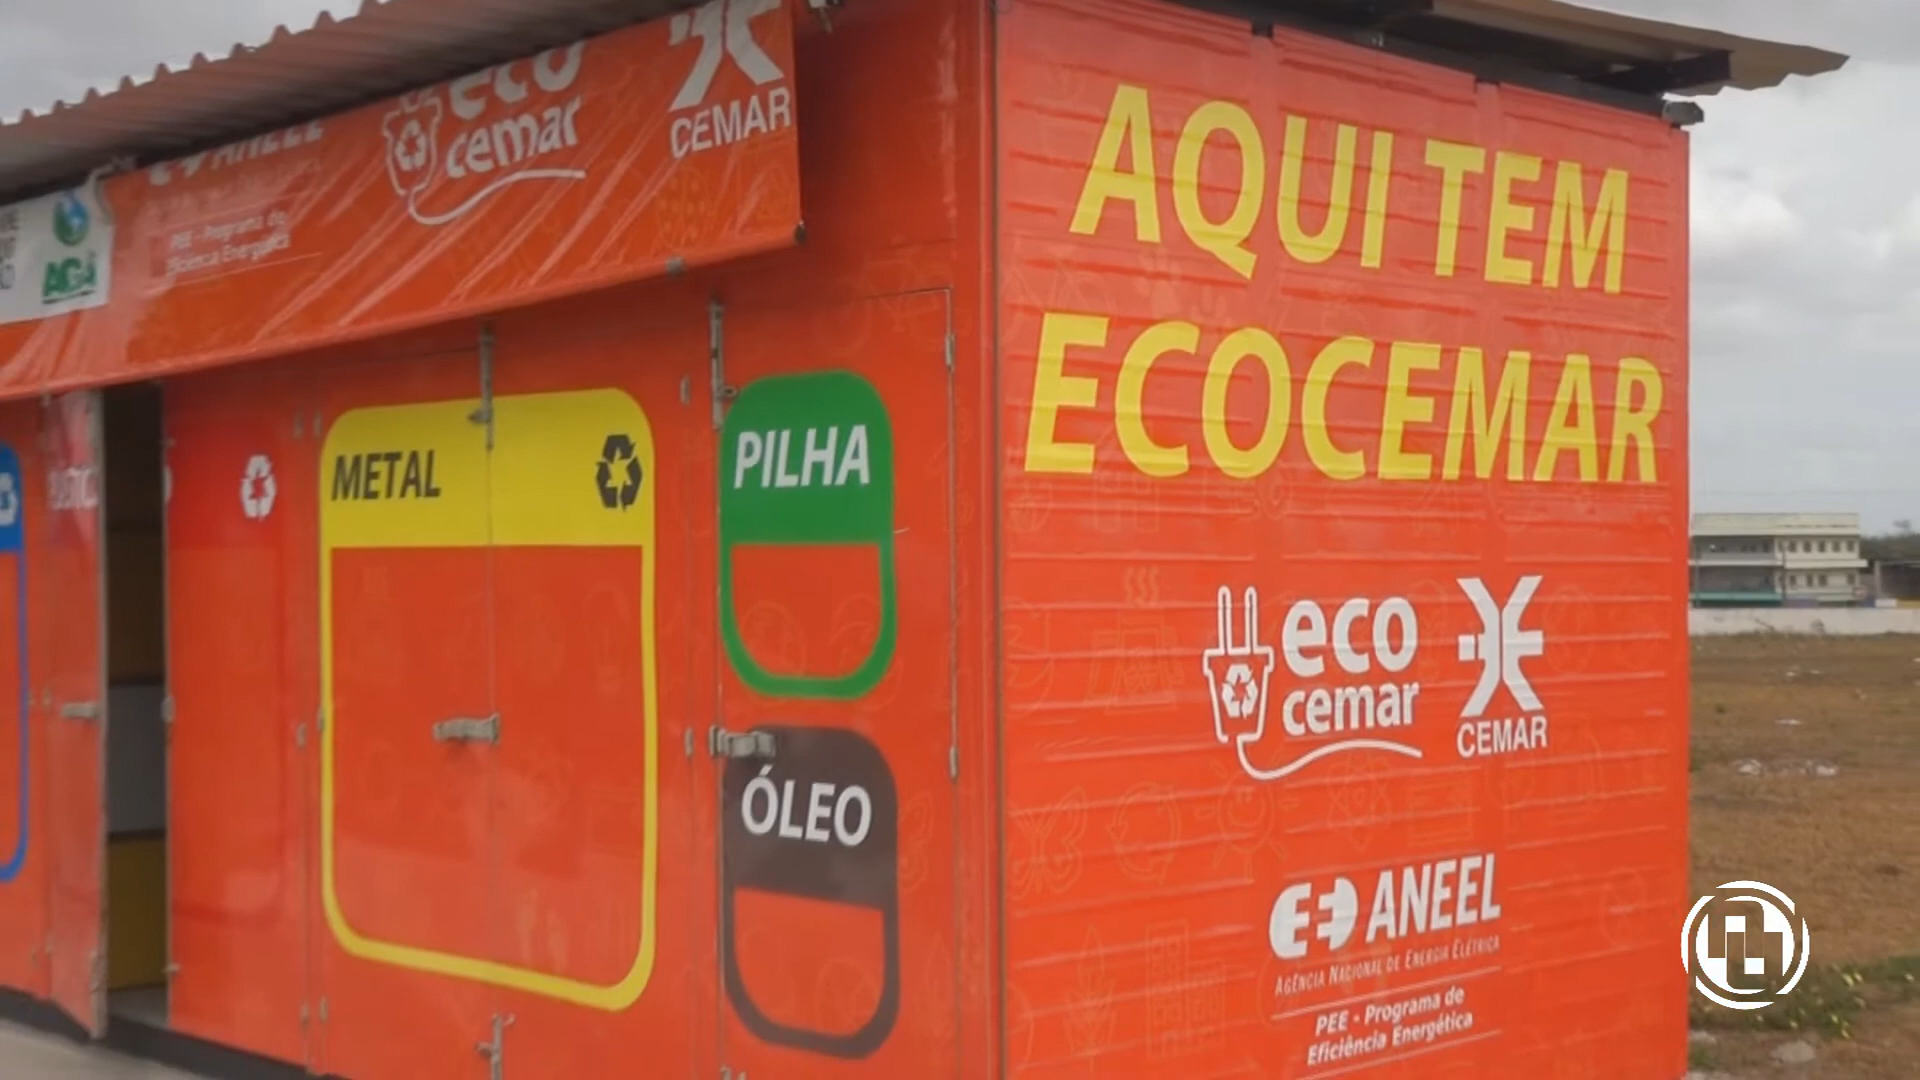 eco
cemar
CEMAR
ANEEL
PEE - Programa de
Eficiência Energética
AGA
METAL
PILHA
ÓLEO
AQUI TEM
ECOCEMAR
eco
cemar
CEMAR
ANEEL
AGÊNCIA NACIONAL DE ENERGIA ELÉTRICA
PEE - Programa de
Eficiência Energética